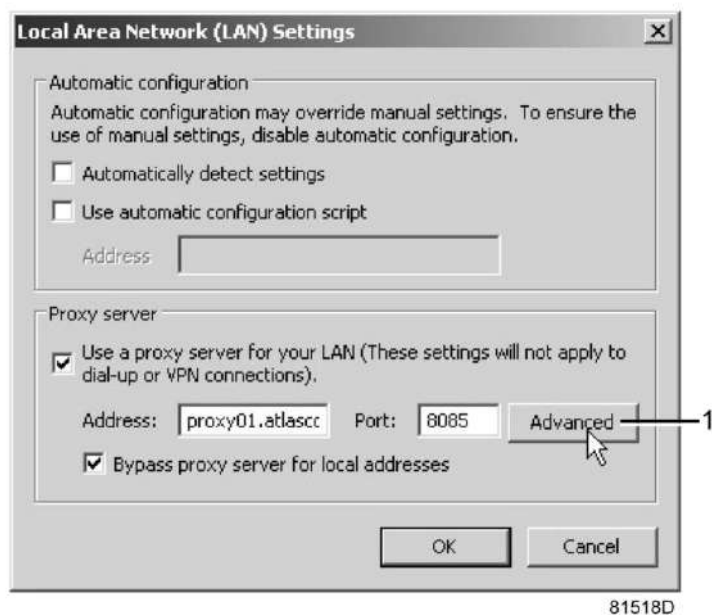 Local Area Network (LAN) Settings
Automatic configuration
Automatic configuration may override manual settings. To ensure the
use of manual settings, disable automatic configuration.
Automatically detect settings
Use automatic configuration script
Address
Proxy server
Use a proxy server for your LAN (These settings will not apply to
dial-up or VPN connections).
Address: proxy01.atlascc Port: 8085 Advanced 1
Bypass proxy server for local addresses
OK Cancel
81518D